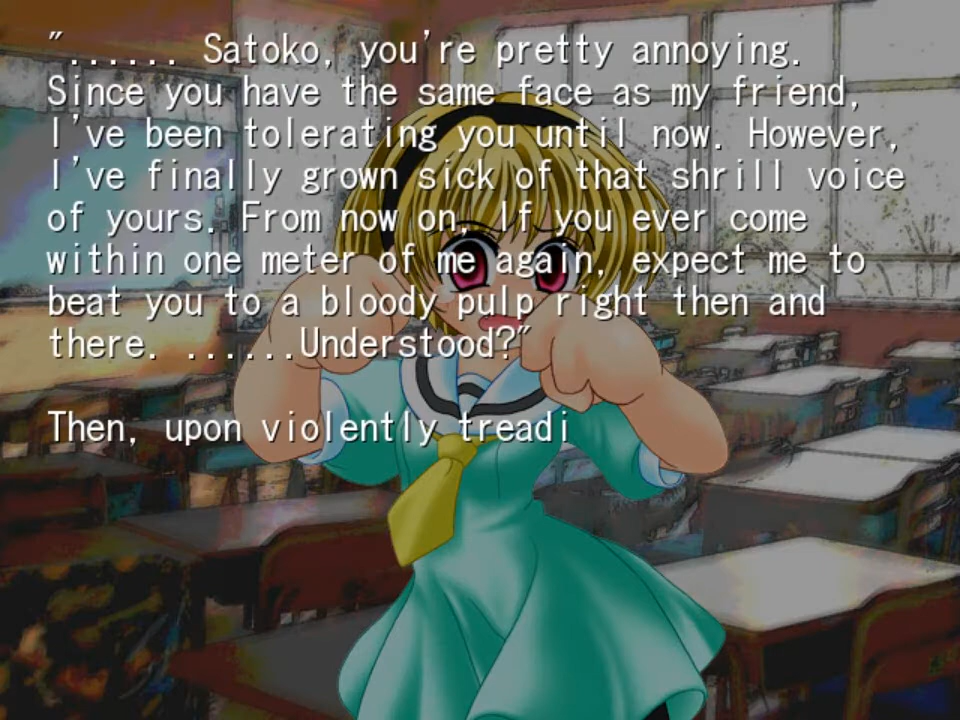 "...... Satoko, you're pretty annoying.
Since you have the same face as my friend,
I've been tolerating you until now. However,
I've finally grown sick of that shrill voice
of yours. From now on, If you ever come
within one meter of me again, expect me to
beat you to a bloody pulp right then and
there. ......Understood?"
Then, upon violently treadi